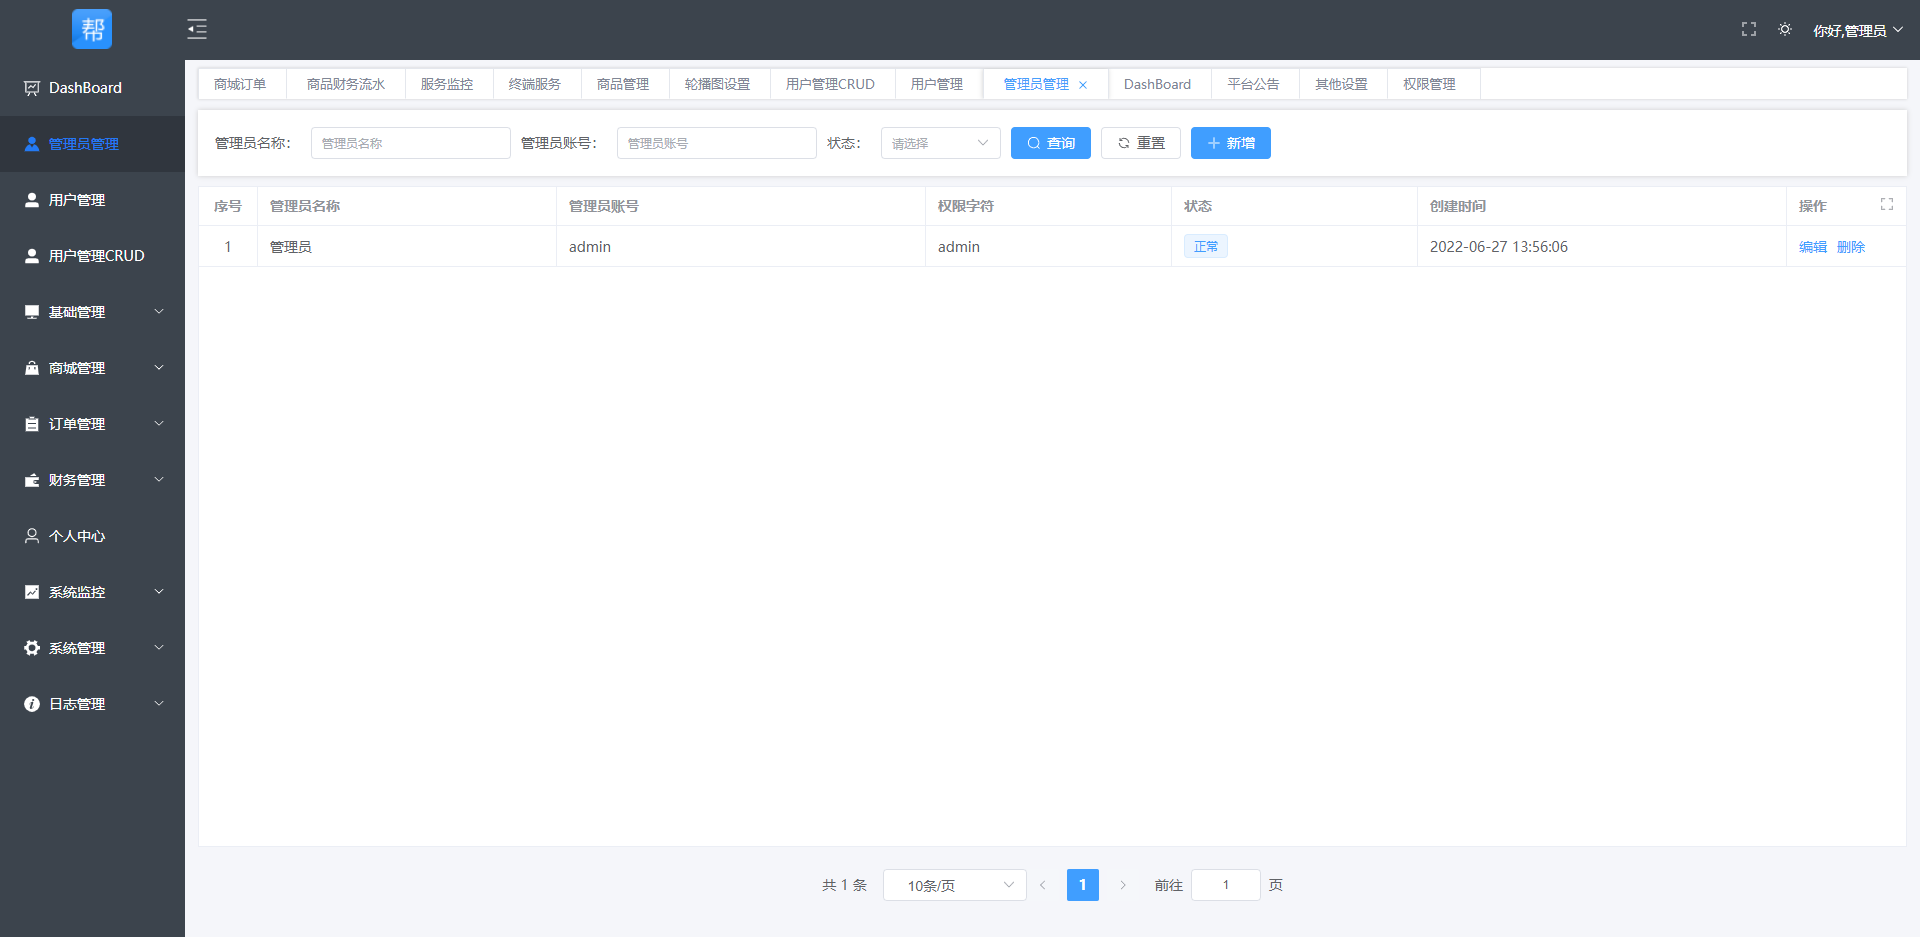 帮
你好,管理员
DashBoard
管理员管理
用户管理
用户管理CRUD
基础管理
商城管理
订单管理
财务管理
个人中心
系统监控
系统管理
日志管理
商城订单 商品财务流水 服务监控 终端服务 商品管理 轮播图设置 用户管理CRUD 用户管理 管理员管理 DashBoard 平台公告 其他设置 权限管理
管理员名称: 管理员名称 管理员账号: 管理员账号 状态: 请选择 查询 重置 新增
序号 管理员名称 管理员账号 权限字符 状态 创建时间 操作
1 管理员 admin admin 正常 2022-06-27 13:56:06 编辑 删除
共 1 条 10条/页 1 前往 1 页